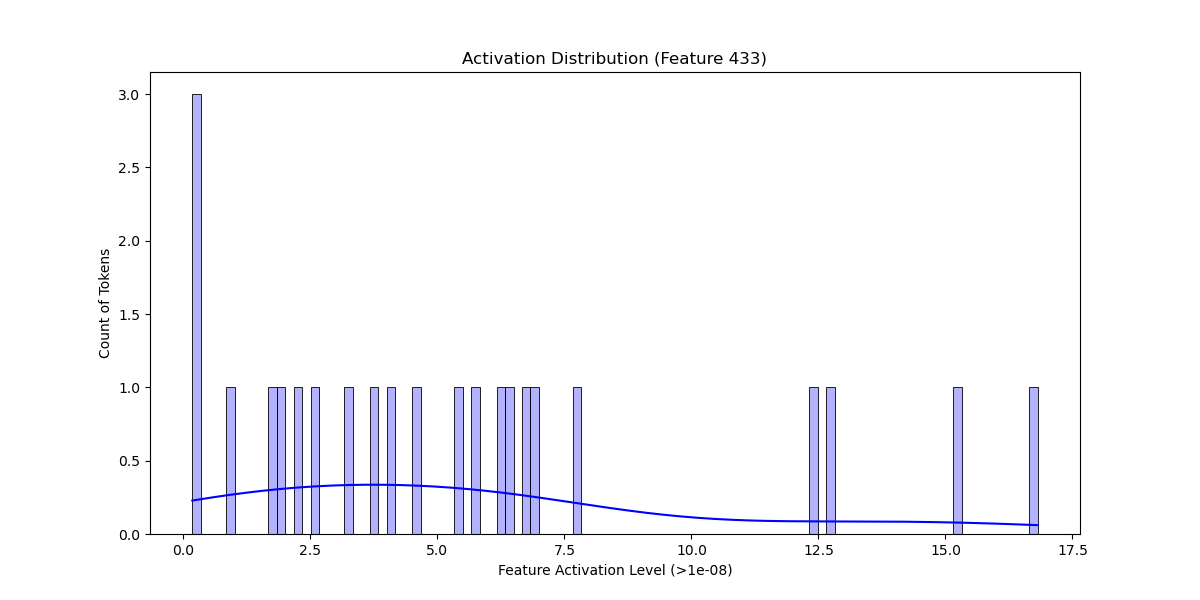 Activation Distribution (Feature 433)
3.0
2.5
2.0
1.5
1.0
0.5
0.0
Count of Tokens
0.0 2.5 5.0 7.5 10.0 12.5 15.0 17.5
Feature Activation Level (>1e-08)